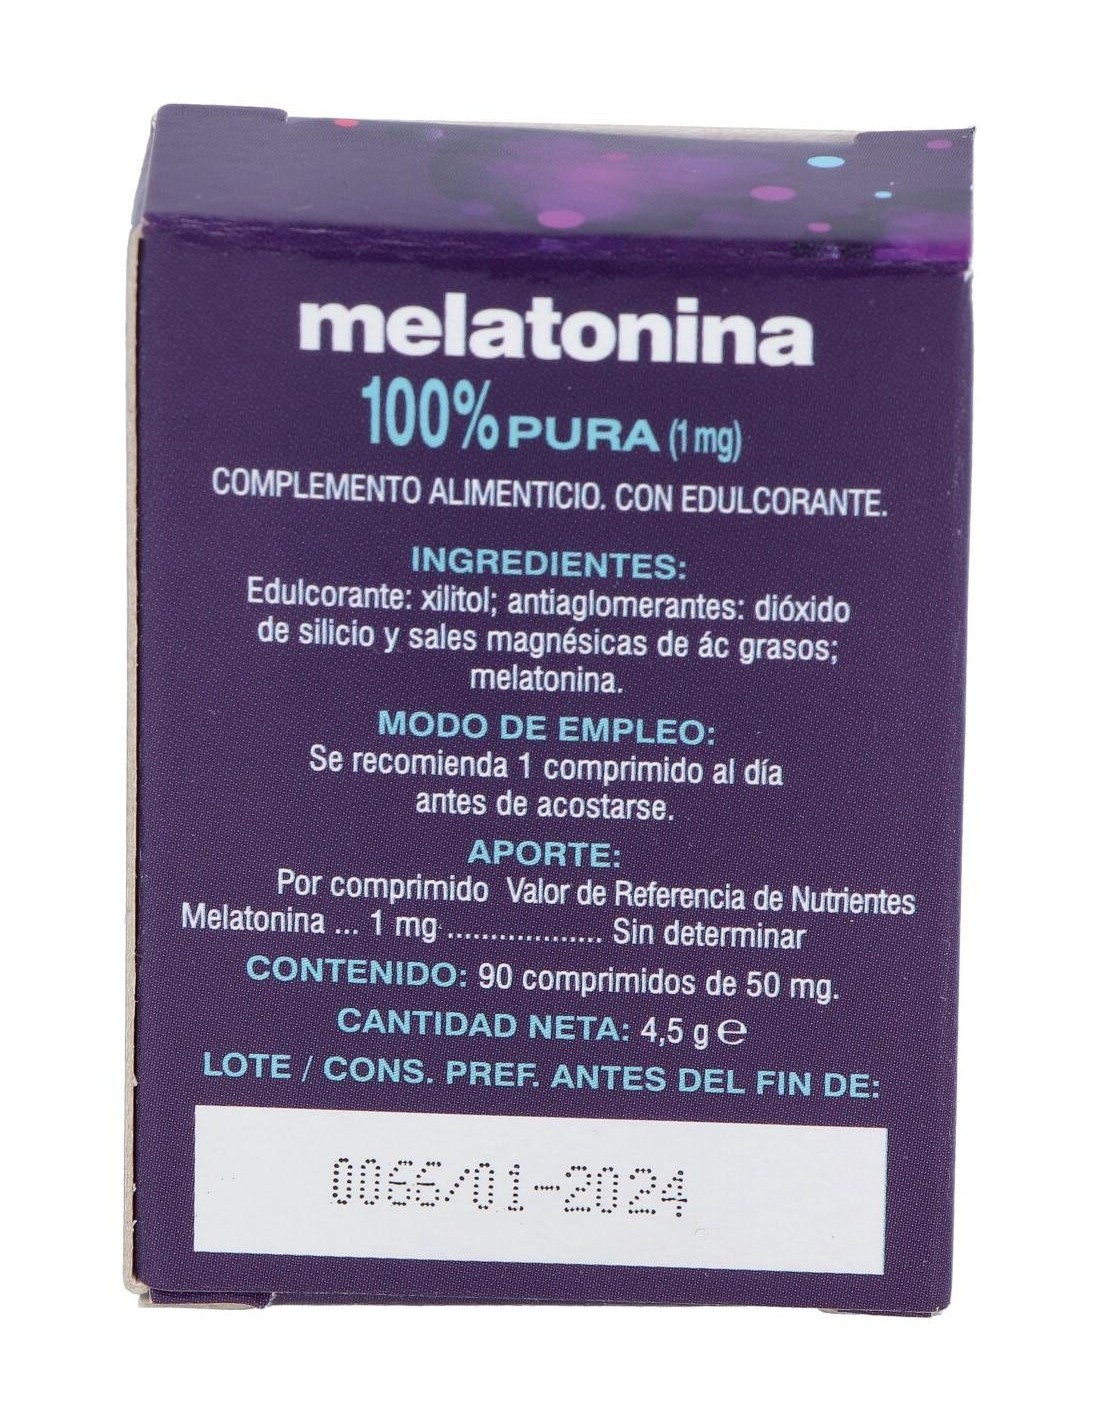 melatonina
100% PURA (1 mg)
COMPLEMENTO ALIMENTICIO. CON EDULCORANTE.
INGREDIENTES:
Edulcorante: xilitol; antiaglomerantes: dióxido
de silicio y sales magnésicas de ác grasos;
melatonina.
MODO DE EMPLEO:
Se recomienda 1 comprimido al día
antes de acostarse.
APORTE:
Por comprimido Valor de Referencia de Nutrientes
Melatonina ... 1 mg .................. Sin determinar
CONTENIDO: 90 comprimidos de 50 mg.
CANTIDAD NETA: 4,5 g ℮
LOTE / CONS. PREF. ANTES DEL FIN DE:
0066/01-2024